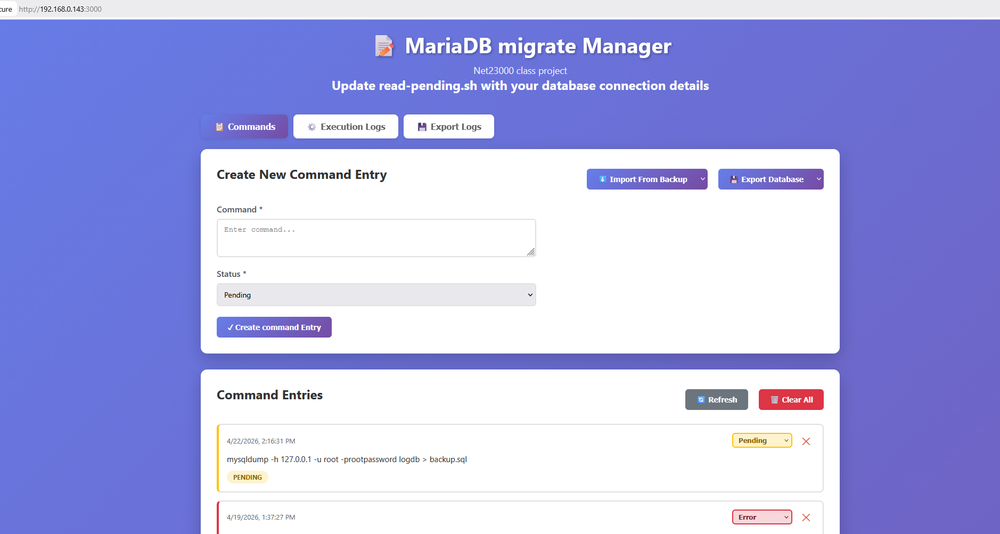 cure http://192.168.0.143:3000
MariaDB migrate Manager
Net23000 class project
Update read-pending.sh with your database connection details
Commands
Execution Logs
Export Logs
Create New Command Entry
Import From Backup
Export Database
Command *
Enter command...
Status *
Pending
✓ Create command Entry
Command Entries
Refresh
Clear All
4/22/2026, 2:16:31 PM
Pending
mysqldump -h 127.0.0.1 -u root -prootpassword logdb > backup.sql
PENDING
4/19/2026, 1:37:27 PM
Error